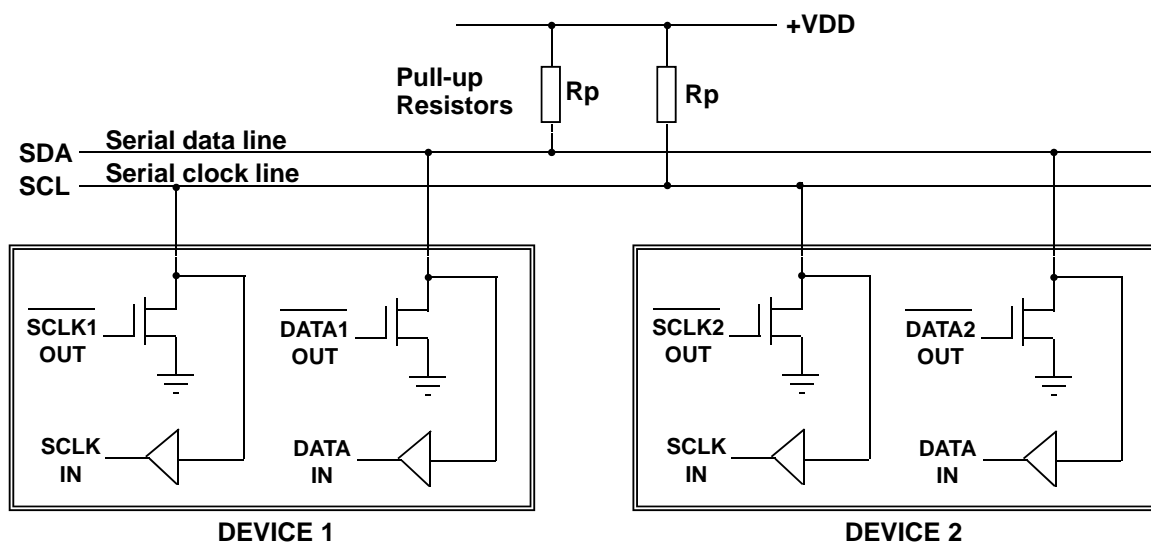 +VDD
Pull-up
Resistors
Rp
Rp
SDA
Serial data line
SCL
Serial clock line
SCLK1
OUT
DATA1
OUT
SCLK2
OUT
DATA2
OUT
SCLK
IN
DATA
IN
SCLK
IN
DATA
IN
DEVICE 1
DEVICE 2